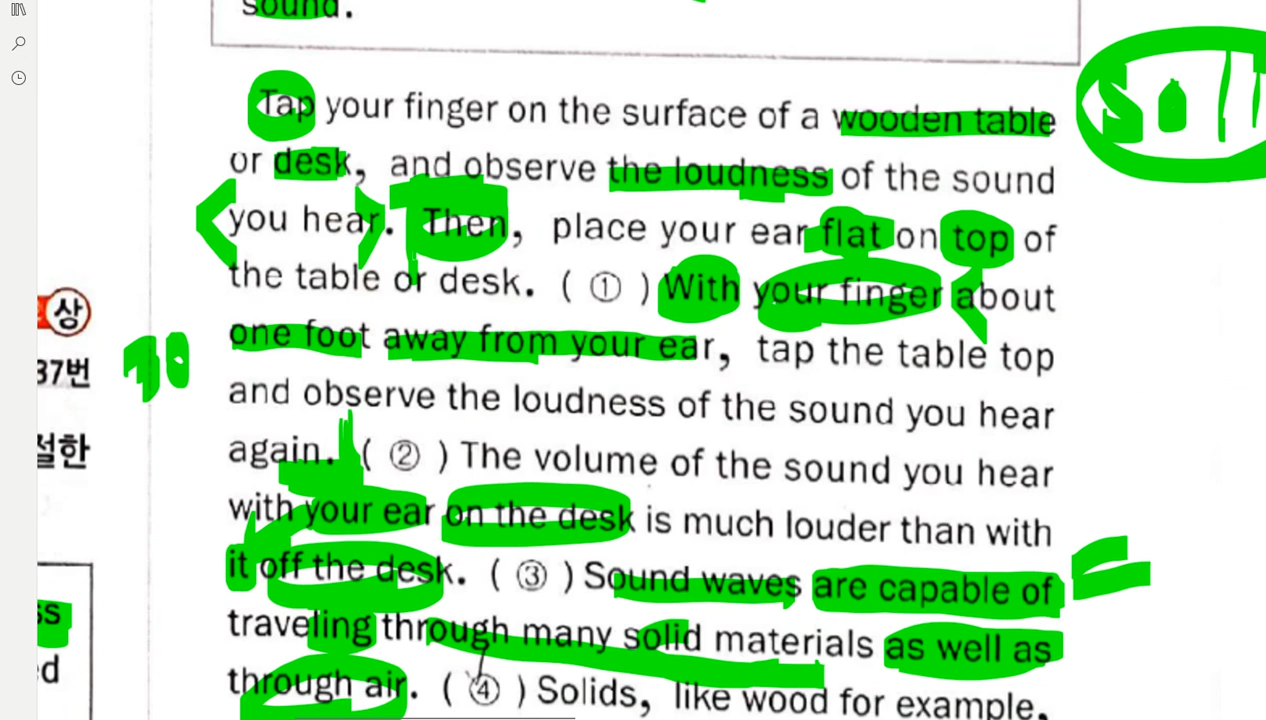 sound.
Tap your finger on the surface of a wooden table
or desk, and observe the loudness of the sound
you hear. Then, place your ear flat on top of
the table or desk. ( ① ) With your finger about
one foot away from your ear, tap the table top
and observe the loudness of the sound you hear
again. ( ② ) The volume of the sound you hear
with your ear on the desk is much louder than with
it off the desk. ( ③ ) Sound waves are capable of
traveling through many solid materials as well as
through air. ( ④ ) Solids, like wood for example,
상
37번
절한
ss
d